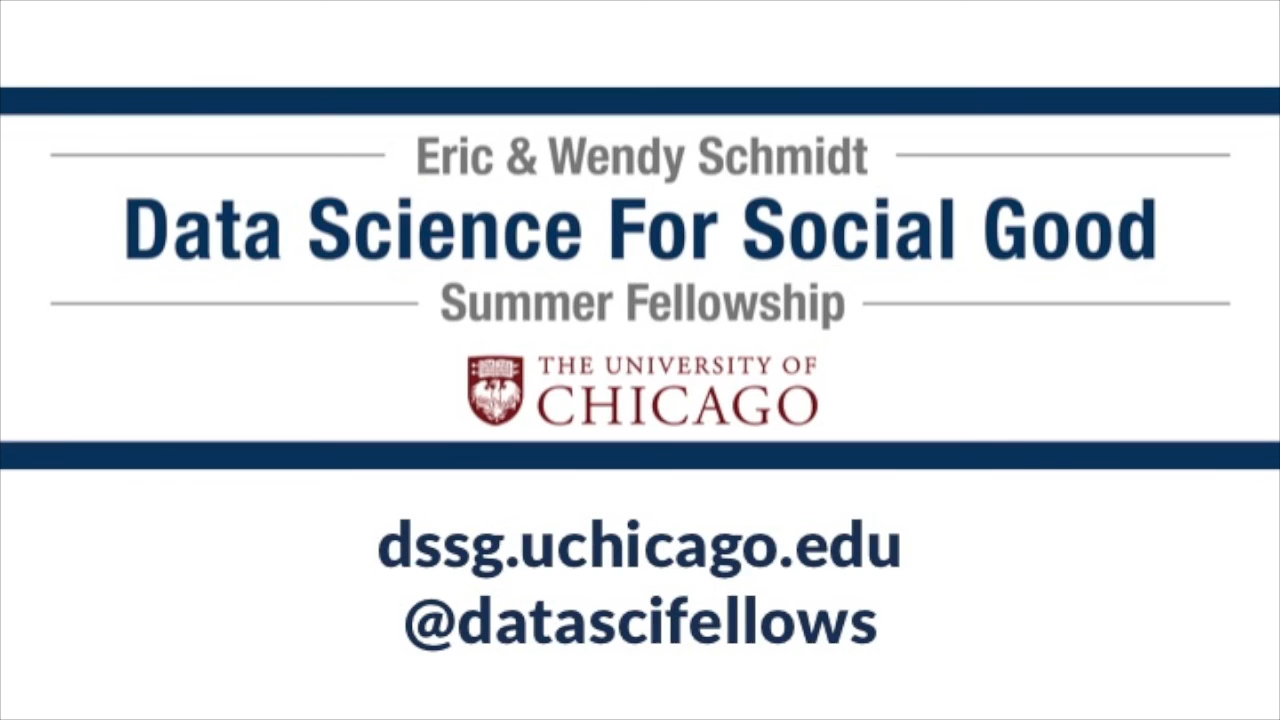 Eric & Wendy Schmidt
Data Science For Social Good
Summer Fellowship
THE UNIVERSITY OF
CHICAGO
dssg.uchicago.edu
@datascifellows